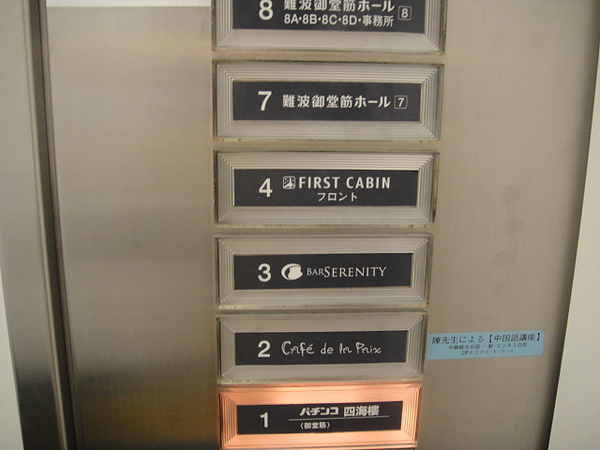 8 難波御堂筋ホール 8
8A・8B・8C・8D・事務所
7 難波御堂筋ホール 7
4 FIRST CABIN
フロント
3 BARSERENITY
2 Café de la Paix
陳先生による【中国語講座】
1 パチンコ 四海樓
(御堂筋)